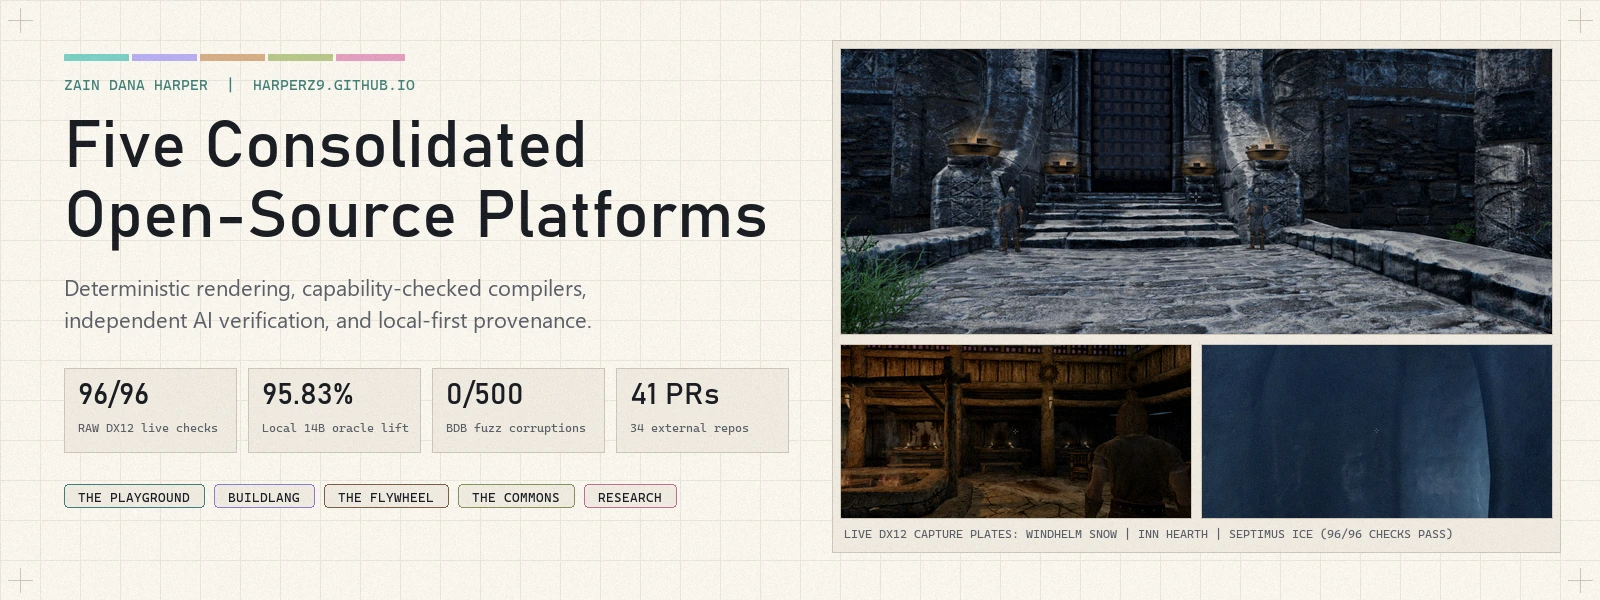 ZAIN DANA HARPER | HARPERZ9.GITHUB.IO
Five Consolidated
Open-Source Platforms
Deterministic rendering, capability-checked compilers,
independent AI verification, and local-first provenance.
96/96
RAW DX12 live checks
95.83%
Local 14B oracle lift
0/500
BDB fuzz corruptions
41 PRs
34 external repos
THE PLAYGROUND
BUILDLANG
THE FLYWHEEL
THE COMMONS
RESEARCH
LIVE DX12 CAPTURE PLATES: WINDHELM SNOW | INN HEARTH | SEPTIMUS ICE (96/96 CHECKS PASS)